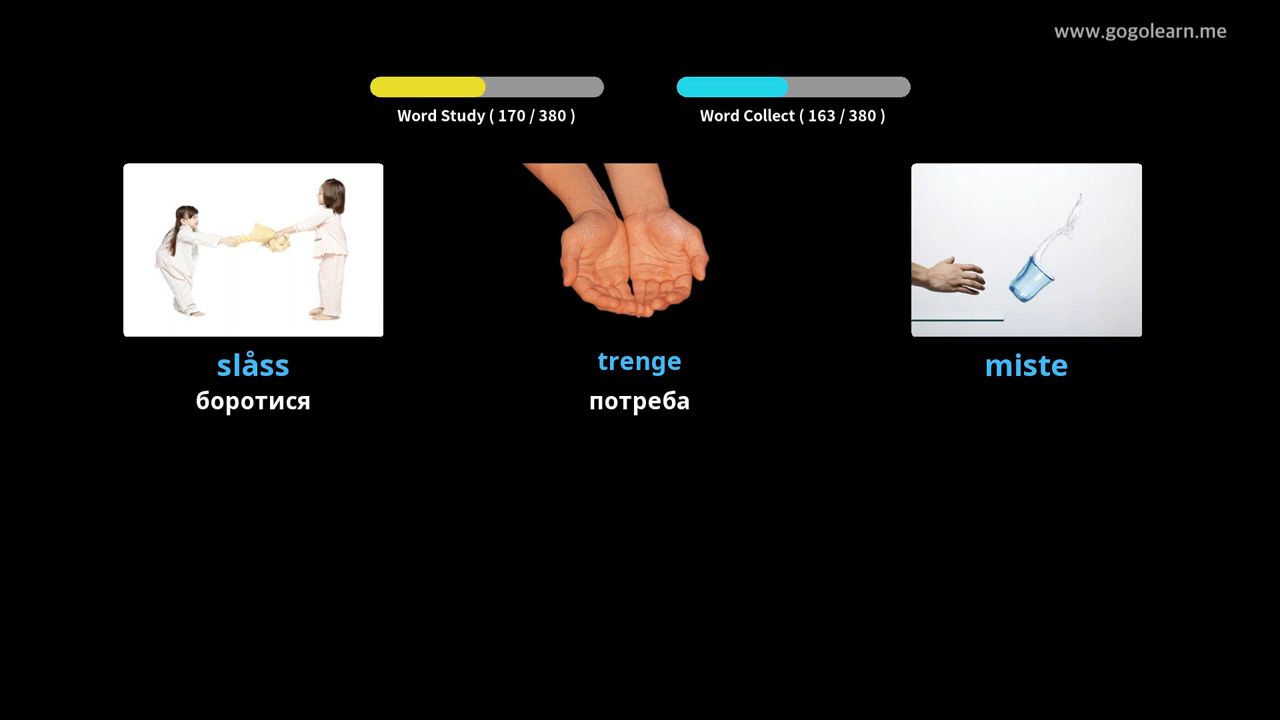 www.gogolearn.me
Word Study ( 170 / 380 )
Word Collect ( 163 / 380 )
slåss
боротися
trenge
потреба
miste